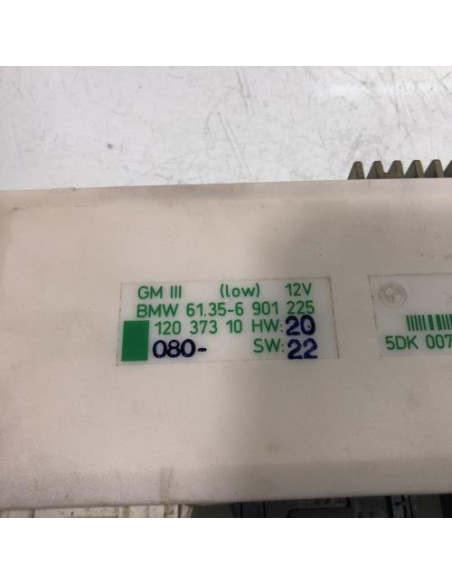 GM III (low) 12V
BMW 61.35-6 901 225
120 373 10 HW: 20
080- SW: 22
5DK 007